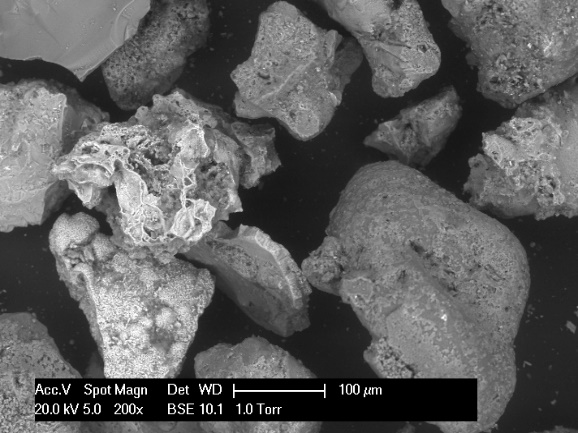 Acc.V Spot Magn Det WD 100 µm
20.0 kV 5.0 200x BSE 10.1 1.0 Torr